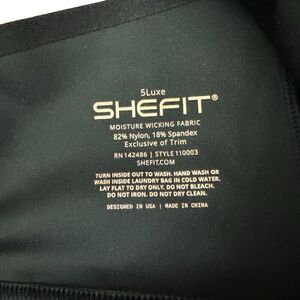 5Luxe
SHEFIT®
MOISTURE WICKING FABRIC
82% Nylon, 18% Spandex
Exclusive of Trim
RN 142486 | STYLE 110003
SHEFIT.COM
TURN INSIDE OUT TO WASH. HAND WASH OR
WASH INSIDE LAUNDRY BAG IN COLD WATER.
LAY FLAT TO DRY ONLY. DO NOT BLEACH.
DO NOT IRON. DO NOT DRY CLEAN.
DESIGNED IN USA | MADE IN CHINA